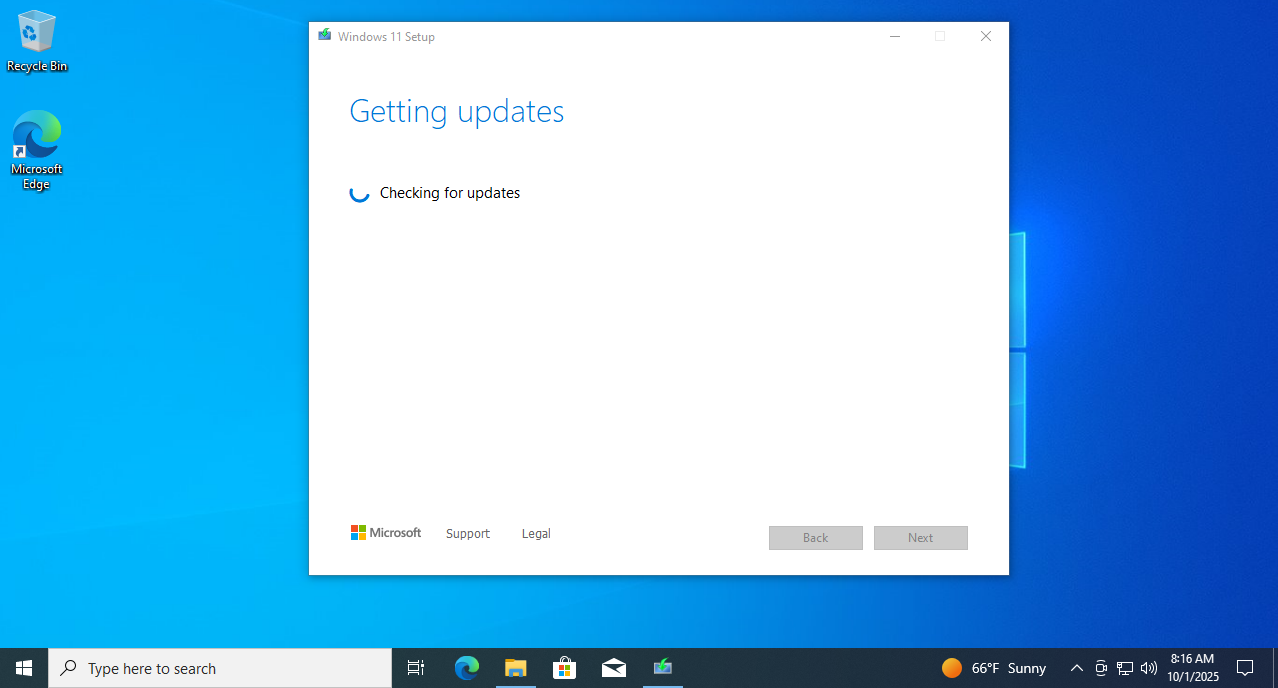 Recycle Bin
Microsoft
Edge
Windows 11 Setup
Getting updates
Checking for updates
Microsoft
Support
Legal
Back
Next
Type here to search
66°F Sunny
8:16 AM
10/1/2025